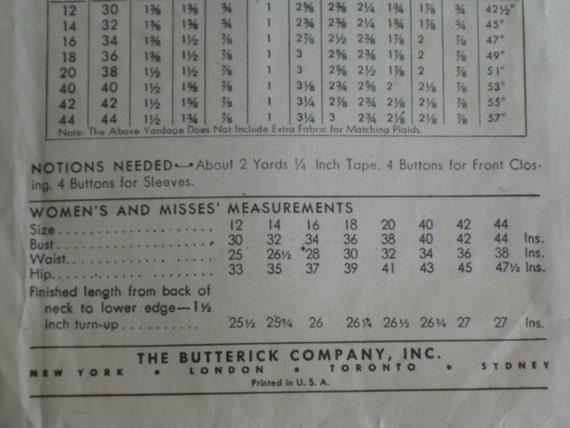 12 30 1⅜ 1⅜ ¾ 1 2⅝ 2⅜ 2¼ 1¾ 1⅞ ¾ 42½"
14 32 1⅜ 1⅜ ¾ 1 2¾ 2⅜ 2¼ 1¾ 1⅞ ¾ 45"
16 34 1⅜ 1½ ⅞ 1 2⅞ 2½ 2⅜ 1⅞ 2 ⅞ 47"
18 36 1⅜ 1½ ⅞ 1 3 2⅝ 2⅜ 1⅞ 2 ⅞ 49"
20 38 1½ 1½ ⅞ 1 3 2⅝ 2½ 1⅞ 2 ⅞ 51"
40 40 1½ 1⅝ ⅞ 1 3⅛ 2¾ 2⅝ 2 2⅛ ⅞ 53"
42 42 1½ 1⅝ ⅞ 1 3¼ 2⅞ 2¾ 2⅛ 2⅛ ⅞ 55"
44 44 1½ 1⅝ ⅞ 1 3¼ 3 2¾ 2⅛ 2½ ⅞ 57"
Note: The Above Yardage Does Not Include Extra Fabric for Matching Plaids.
NOTIONS NEEDED—About 2 Yards ¼ Inch Tape. 4 Buttons for Front Clos-
ing. 4 Buttons for Sleeves.
WOMEN'S AND MISSES' MEASUREMENTS
Size 12 14 16 18 20 40 42 44
Bust 30 32 34 36 38 40 42 44 Ins.
Waist 25 26½ 28 30 32 34 36 38 Ins.
Hip 33 35 37 39 41 43 45 47½ Ins.
Finished length from back of
neck to lower edge—1½
inch turn-up 25½ 25¾ 26 26¼ 26½ 26¾ 27 27 Ins.
THE BUTTERICK COMPANY, INC.
NEW YORK • LONDON • TORONTO • SYDNEY
Printed in U. S. A.